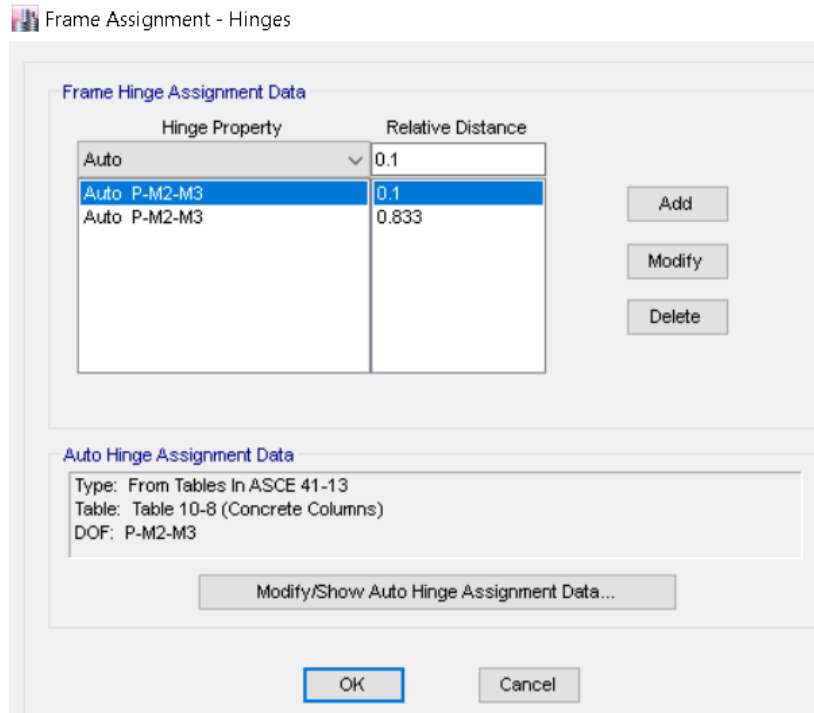 Frame Assignment - Hinges
Frame Hinge Assignment Data
Hinge Property Relative Distance
Auto 0.1
Auto P-M2-M3 0.1
Auto P-M2-M3 0.833
Add
Modify
Delete
Auto Hinge Assignment Data
Type: From Tables In ASCE 41-13
Table: Table 10-8 (Concrete Columns)
DOF: P-M2-M3
Modify/Show Auto Hinge Assignment Data...
OK Cancel